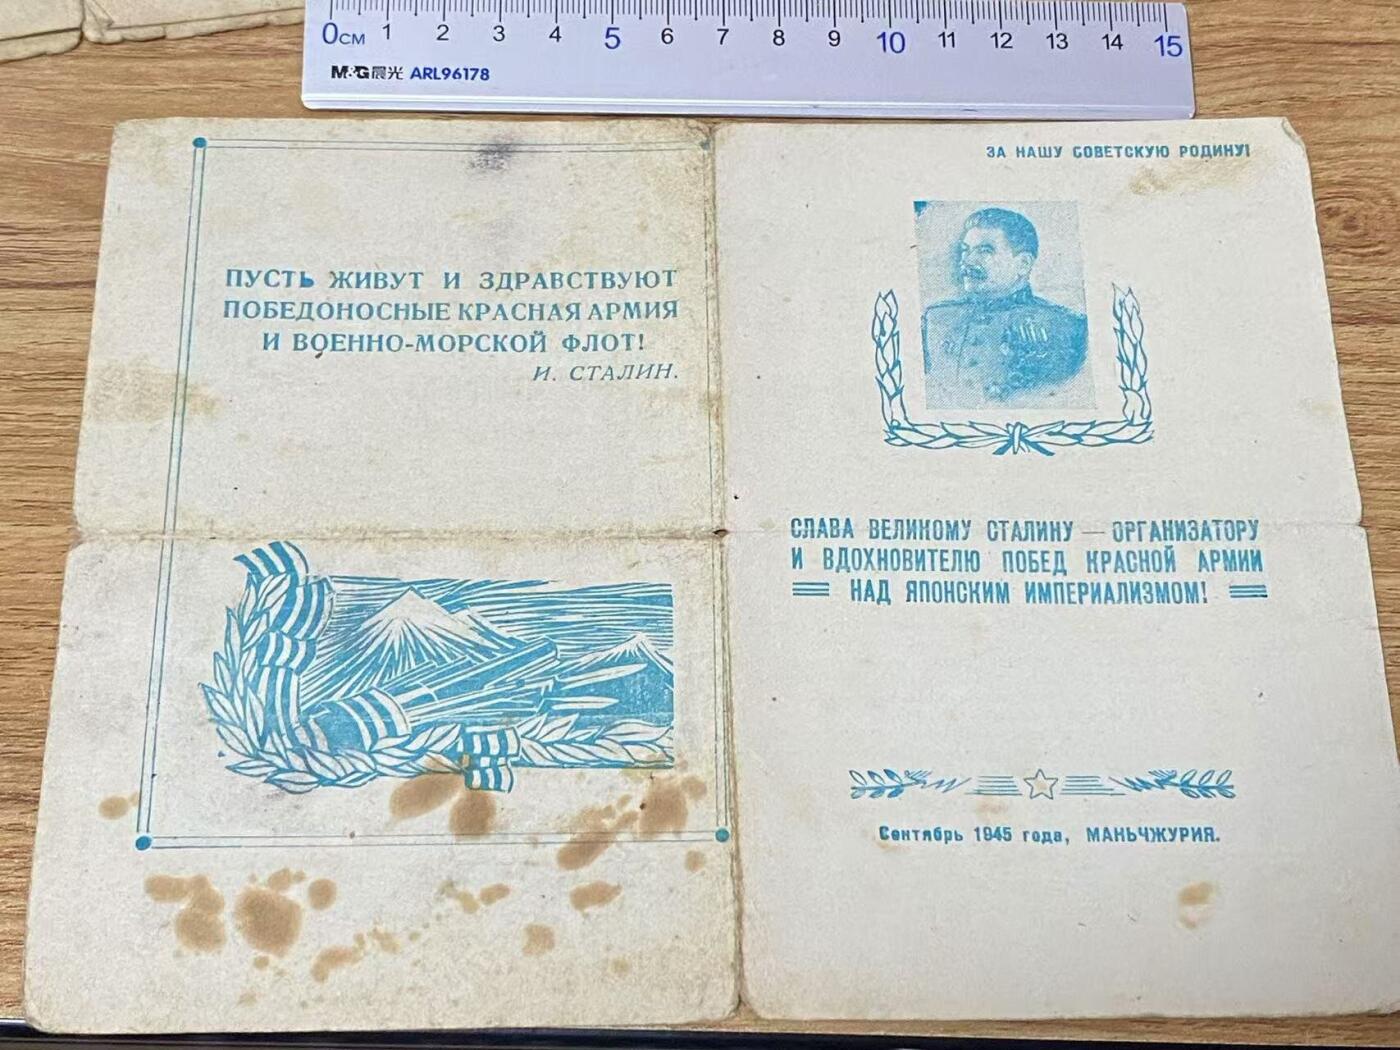 0см 1 2 3 4 5 6 7 8 9 10 11 12 13 14 15
M&G晨光 ARL96178
ПУСТЬ ЖИВУТ И ЗДРАВСТВУЮТ
ПОБЕДОНОСНЫЕ КРАСНАЯ АРМИЯ
И ВОЕННО-МОРСКОЙ ФЛОТ!
И. СТАЛИН.
ЗА НАШУ СОВЕТСКУЮ РОДИНУ!
СЛАВА ВЕЛИКОМУ СТАЛИНУ — ОРГАНИЗАТОРУ
И ВДОХНОВИТЕЛЮ ПОБЕД КРАСНОЙ АРМИИ
НАД ЯПОНСКИМ ИМПЕРИАЛИЗМОМ!
Сентябрь 1945 года, МАНЬЧЖУРИЯ.